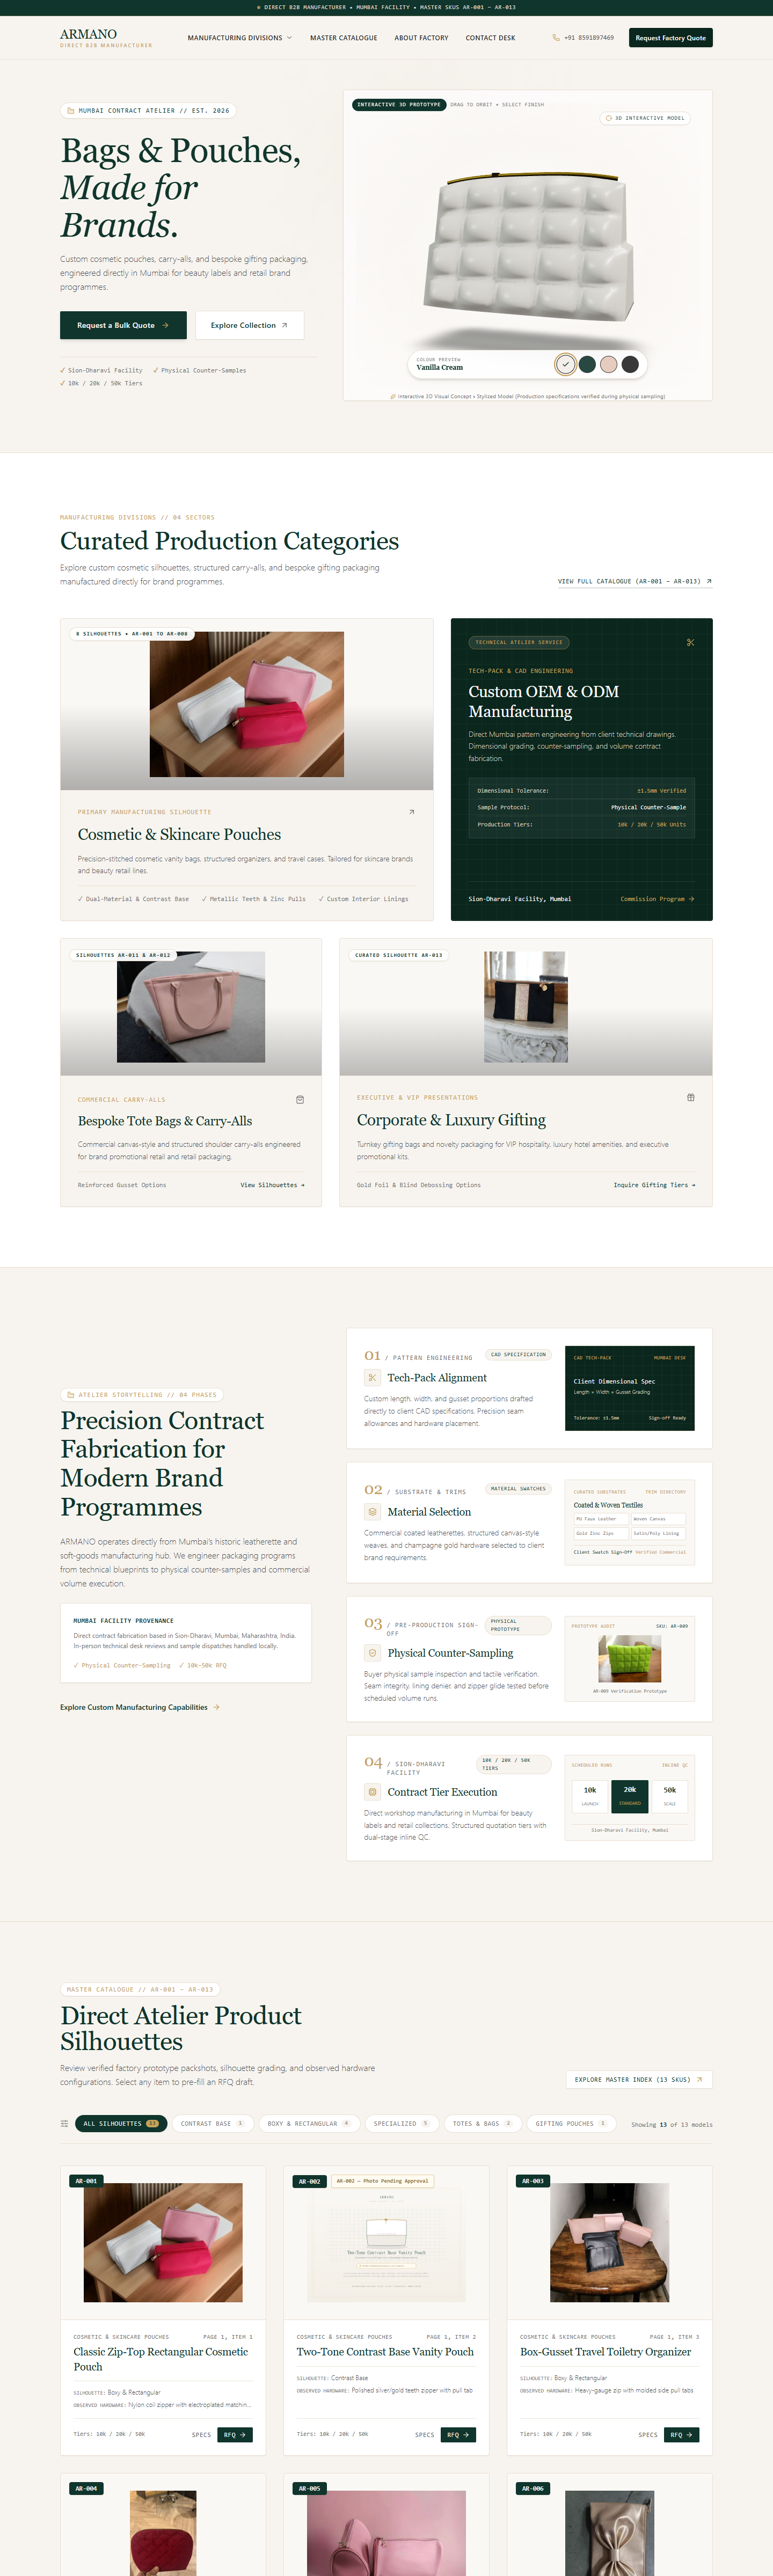 DIRECT B2B MANUFACTURER • MUMBAI FACILITY • MASTER SKUS AR-001 – AR-013
ARMANO
DIRECT B2B MANUFACTURER
MANUFACTURING DIVISIONS
MASTER CATALOGUE
ABOUT FACTORY
CONTACT DESK
+91 8591897469
Request Factory Quote
MUMBAI CONTRACT ATELIER // EST. 2026
Bags & Pouches,
Made for
Brands.
Custom cosmetic pouches, carry-alls, and bespoke gifting packaging,
engineered directly in Mumbai for beauty labels and retail brand
programmes.
Request a Bulk Quote →
Explore Collection ↗
✓ Sion-Dharavi Facility ✓ Physical Counter-Samples
✓ 10k / 20k / 50k Tiers
INTERACTIVE 3D PROTOTYPE DRAG TO ORBIT • SELECT FINISH
3D INTERACTIVE MODEL
COLOUR PREVIEW
Vanilla Cream
Interactive 3D Visual Concept • Stylized Model (Production specifications verified during physical sampling)
MANUFACTURING DIVISIONS // 04 SECTORS
Curated Production Categories
Explore custom cosmetic silhouettes, structured carry-alls, and bespoke gifting packaging
manufactured directly for brand programmes.
VIEW FULL CATALOGUE (AR-001 – AR-013) ↗
8 SILHOUETTES • AR-001 TO AR-008
PRIMARY MANUFACTURING SILHOUETTE
Cosmetic & Skincare Pouches
Precision-stitched cosmetic vanity bags, structured organizers, and travel cases. Tailored for skincare brands
and beauty retail lines.
✓ Dual-Material & Contrast Base ✓ Metallic Teeth & Zinc Pulls ✓ Custom Interior Linings
TECHNICAL ATELIER SERVICE
TECH-PACK & CAD ENGINEERING
Custom OEM & ODM
Manufacturing
Direct Mumbai pattern engineering from client technical drawings.
Dimensional grading, counter-sampling, and volume contract
fabrication.
Dimensional Tolerance: ±1.5mm Verified
Sample Protocol: Physical Counter-Sample
Production Tiers: 10k / 20k / 50k Units
Sion-Dharavi Facility, Mumbai
Commission Program →
SILHOUETTES AR-011 & AR-012
COMMERCIAL CARRY-ALLS
Bespoke Tote Bags & Carry-Alls
Commercial canvas-style and structured shoulder carry-alls engineered
for brand promotional retail and retail packaging.
Reinforced Gusset Options
View Silhouettes →
CURATED SILHOUETTE AR-013
EXECUTIVE & VIP PRESENTATIONS
Corporate & Luxury Gifting
Turnkey gifting bags and novelty packaging for VIP hospitality, luxury hotel amenities, and executive
promotional kits.
Gold Foil & Blind Debossing Options
Inquire Gifting Tiers →
ATELIER STORYTELLING // 04 PHASES
Precision Contract
Fabrication for
Modern Brand
Programmes
ARMANO operates directly from Mumbai's historic leatherette and
soft-goods manufacturing hub. We engineer packaging programs
from technical blueprints to physical counter-samples and commercial
volume execution.
MUMBAI FACILITY PROVENANCE
Direct contract fabrication based in Sion-Dharavi, Mumbai, Maharashtra, India.
In-person technical desk reviews and sample dispatches handled locally.
✓ Physical Counter-Sampling ✓ 10k-50k RFQ
Explore Custom Manufacturing Capabilities →
01 / PATTERN ENGINEERING
CAD SPECIFICATION
Tech-Pack Alignment
Custom length, width, and gusset proportions drafted
directly to client CAD specifications. Precision seam
allowances and hardware placement.
CAD TECH-PACK MUMBAI DESK
Client Dimensional Spec
Length × Width × Gusset Grading
Tolerance: ±1.5mm Sign-off Ready
02 / SUBSTRATE & TRIMS
MATERIAL SWATCHES
Material Selection
Commercial coated leatherettes, structured canvas-style
weaves, and champagne gold hardware selected to client
brand requirements.
CURATED SUBSTRATES TRIM DIRECTORY
Coated & Woven Textiles
PU Faux Leather Woven Canvas
Gold Zinc Zips Satin/Poly Lining
Client Swatch Sign-Off Verified Commercial
03 / PRE-PRODUCTION SIGN-
OFF
PHYSICAL
PROTOTYPE
Physical Counter-Sampling
Buyer physical sample inspection and tactile verification.
Seam integrity, lining denier, and zipper glide tested before
scheduled volume runs.
PROTOTYPE AUDIT SKU: AR-009
AR-009 Verification Prototype
04 / SION-DHARAVI
FACILITY
10K / 20K / 50K
TIERS
Contract Tier Execution
Direct workshop manufacturing in Mumbai for beauty
labels and retail collections. Structured quotation tiers with
dual-stage inline QC.
SCHEDULED RUNS INLINE QC
10k 20k 50k
LAUNCH STANDARD SCALE
Sion-Dharavi Facility, Mumbai
MASTER CATALOGUE // AR-001 – AR-013
Direct Atelier Product
Silhouettes
Review verified factory prototype packshots, silhouette grading, and observed hardware
configurations. Select any item to pre-fill an RFQ draft.
EXPLORE MASTER INDEX (13 SKUS) ↗
ALL SILHOUETTES 13
CONTRAST BASE 1
BOXY & RECTANGULAR 4
SPECIALIZED 5
TOTES & BAGS 2
GIFTING POUCHES 1
Showing 13 of 13 models
AR-001
COSMETIC & SKINCARE POUCHES PAGE 1, ITEM 1
Classic Zip-Top Rectangular Cosmetic
Pouch
SILHOUETTE: Boxy & Rectangular
OBSERVED HARDWARE: Nylon coil zipper with electroplated matchin...
Tiers: 10k / 20k / 50k SPECS RFQ →
AR-002
AR-002 — Photo Pending Approval
ARMANO
Two-Tone Contrast Base Vanity Pouch
COSMETIC & SKINCARE POUCHES PAGE 1, ITEM 2
Two-Tone Contrast Base Vanity Pouch
SILHOUETTE: Contrast Base
OBSERVED HARDWARE: Polished silver/gold teeth zipper with pull tab
Tiers: 10k / 20k / 50k SPECS RFQ →
AR-003
COSMETIC & SKINCARE POUCHES PAGE 1, ITEM 3
Box-Gusset Travel Toiletry Organizer
SILHOUETTE: Boxy & Rectangular
OBSERVED HARDWARE: Heavy-gauge zip with molded side pull tabs
Tiers: 10k / 20k / 50k SPECS RFQ →
AR-004
AR-005
AR-006